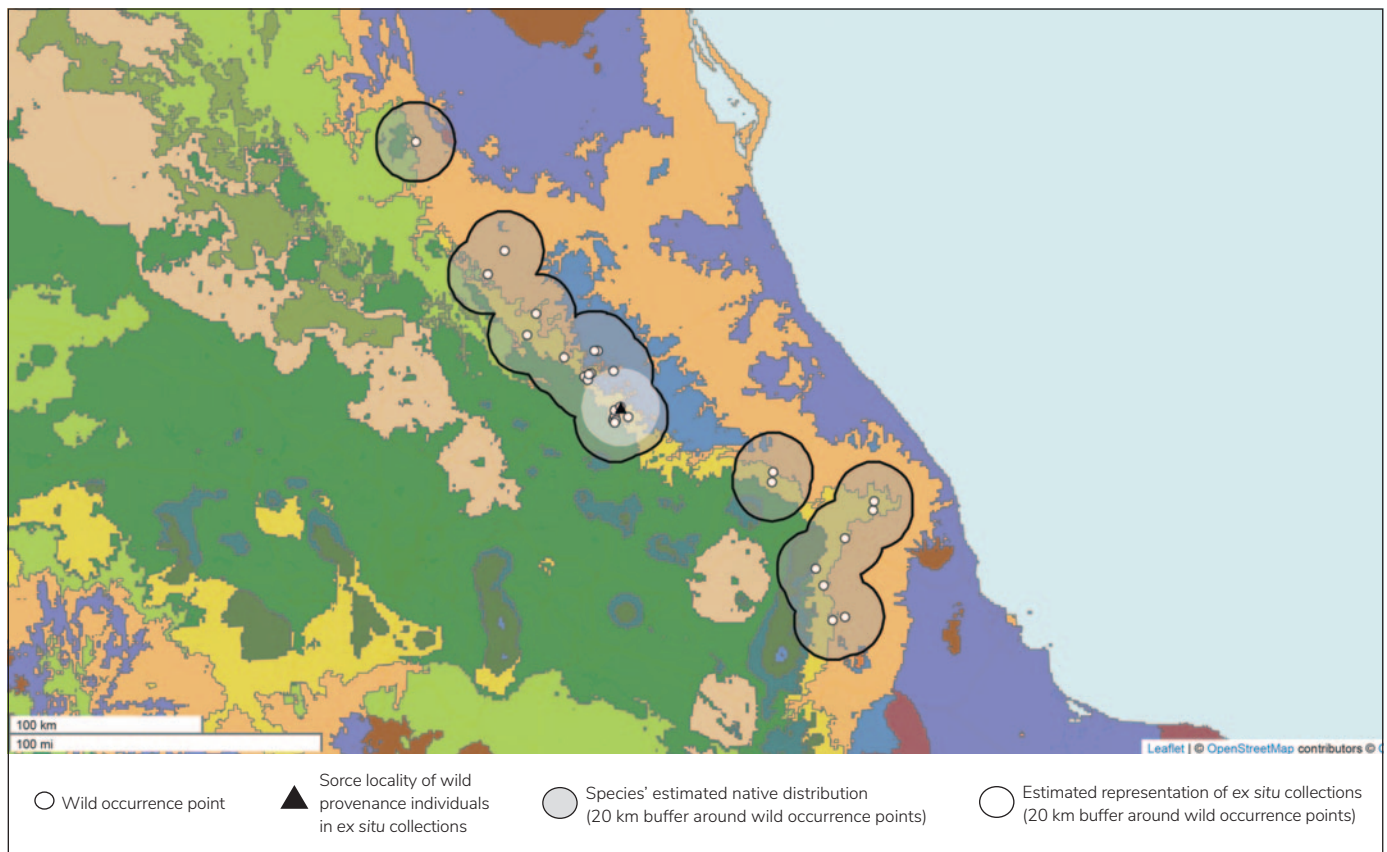 100 km
100 mi
Leaflet | © OpenStreetMap contributors ©
Wild occurrence point
Sorce locality of wild
provenance individuals
in ex situ collections
Species' estimated native distribution
(20 km buffer around wild occurrence points)
Estimated representation of ex situ collections
(20 km buffer around wild occurrence points)